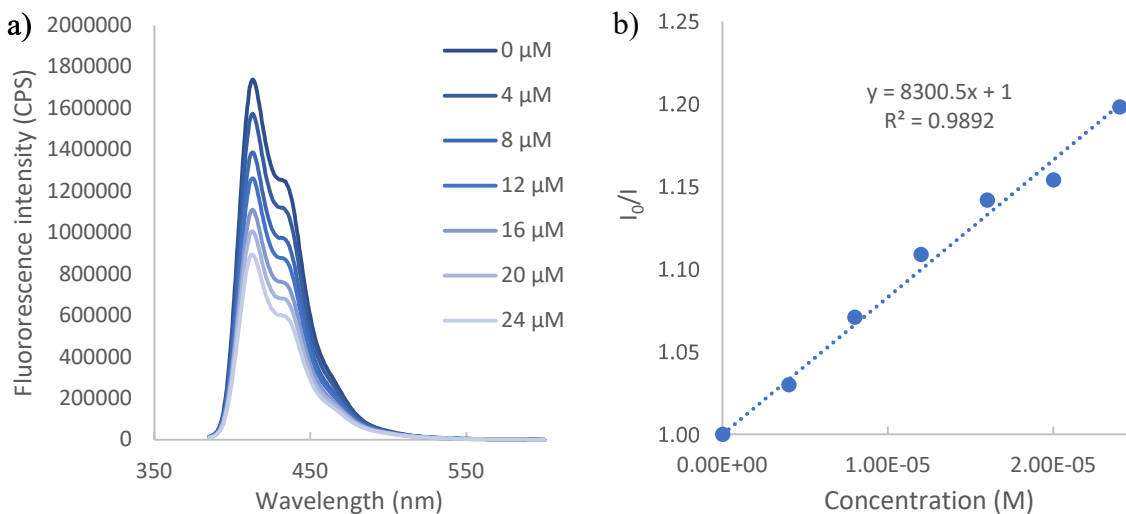 a)
Fluororescence intensity (CPS)
2000000
1800000
1600000
1400000
1200000
1000000
800000
600000
400000
200000
0
350
450
550
Wavelength (nm)
0 µM
4 µM
8 µM
12 µM
16 µM
20 µM
24 µM
b)
I0/I
1.25
1.20
1.15
1.10
1.05
1.00
y = 8300.5x + 1
R² = 0.9892
0.00E+00
1.00E-05
2.00E-05
Concentration (M)